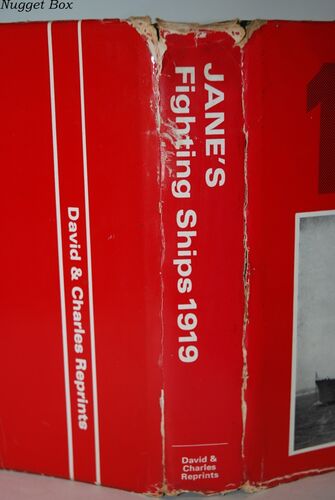 Nugget Box
David & Charles Reprints
JANE'S
Fighting Ships 1919
David &
Charles
Reprints